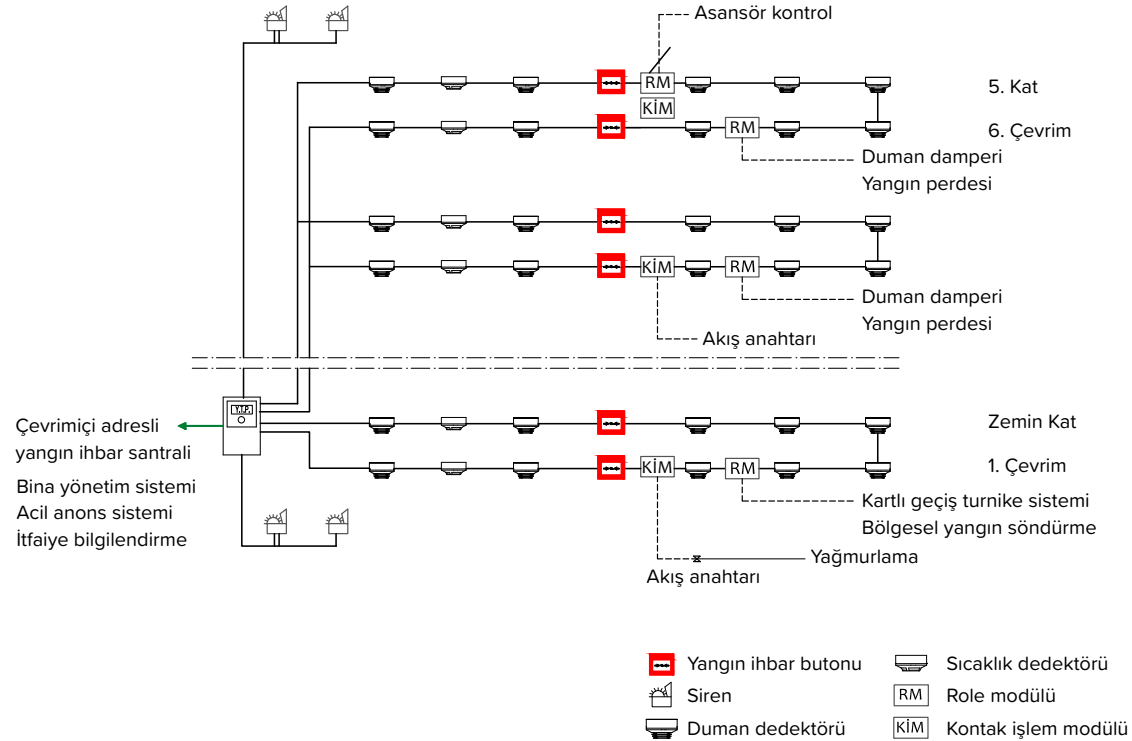 Asansör kontrol
RM
KİM
5. Kat
6. Çevrim
RM
Duman damperi
Yangın perdesi
KİM
RM
Duman damperi
Yangın perdesi
Akış anahtarı
Y.I.P.
Çevrimiçi adresli
yangın ihbar santrali
Bina yönetim sistemi
Acil anons sistemi
İtfaiye bilgilendirme
Zemin Kat
1. Çevrim
KİM
RM
Kartlı geçiş turnike sistemi
Bölgesel yangın söndürme
Yağmurlama
Akış anahtarı
Yangın ihbar butonu
Sıcaklık dedektörü
Siren
RM
Role modülü
Duman dedektörü
KİM
Kontak işlem modülü